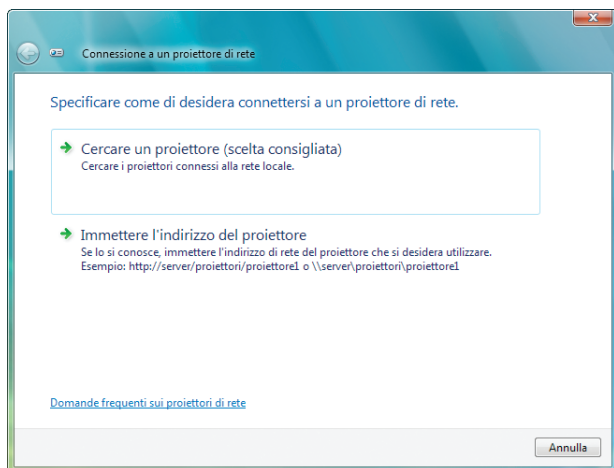 Connessione a un proiettore di rete
Specificare come di desidera connettersi a un proiettore di rete.
Cercare un proiettore (scelta consigliata)
Cercare i proiettori connessi alla rete locale.
Immettere l'indirizzo del proiettore
Se lo si conosce, immettere l'indirizzo di rete del proiettore che si desidera utilizzare.
Esempio: http://server/proiettori/proiettore1 o \\server\proiettori\proiettore1
Domande frequenti sui proiettori di rete
Annulla